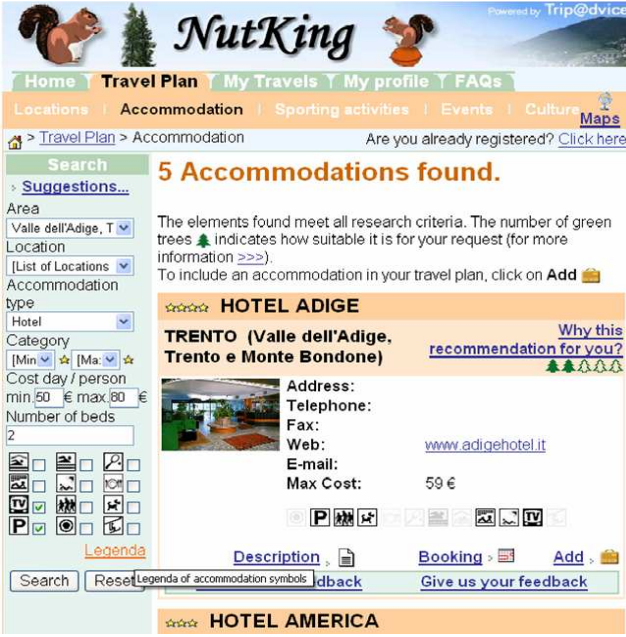 Powered by Trip@dvice
NutKing
Home Travel Plan My Travels My profile FAQs
Locations | Accommodation | Sporting activities | Events | Culture
Maps
> Travel Plan > Accommodation
Are you already registered? Click here
Search
› Suggestions...
Area
Valle dell'Adige, T
Location
[List of Locations
Accommodation
type
Hotel
Category
[Min [Ma:
Cost day / person
min. 50 € max. 80 €
Number of beds
2
TV
P
Legenda
Search Reset
Legenda of accommodation symbols
5 Accommodations found.
The elements found meet all research criteria. The number of green
trees indicates how suitable it is for your request (for more
information >>>).
To include an accommodation in your travel plan, click on Add
HOTEL ADIGE
TRENTO (Valle dell'Adige,
Trento e Monte Bondone)
Why this
recommendation for you?
Address:
Telephone:
Fax:
Web: www.adigehotel.it
E-mail:
Max Cost: 59 €
P TV
Description › Booking › Add ›
dback Give us your feedback
HOTEL AMERICA